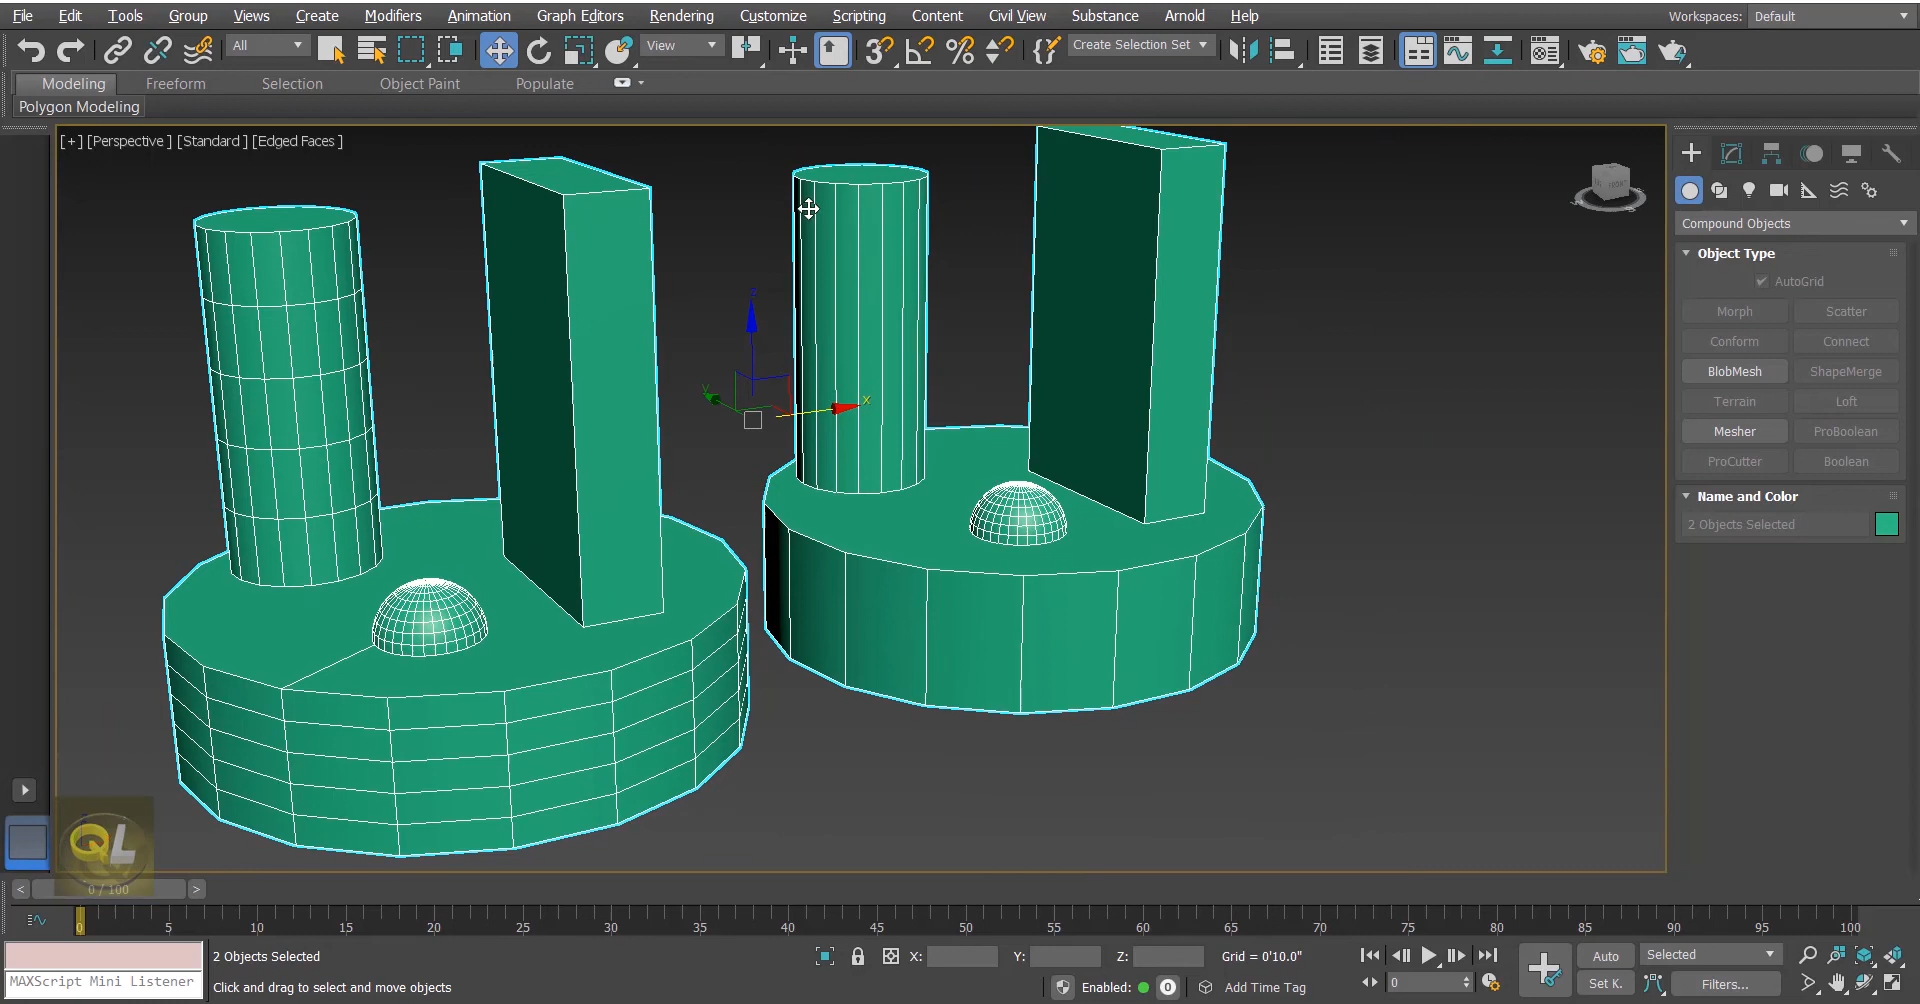 File Edit Tools Group Views Create Modifiers Animation Graph Editors Rendering Customize Scripting Content Civil View Substance Arnold Help Workspaces: Default
All View 3 Create Selection Set
Modeling Freeform Selection Object Paint Populate
Polygon Modeling
[+] [Perspective ] [Standard ] [Edged Faces ]
Compound Objects
Object Type
AutoGrid
Morph Scatter
Conform Connect
BlobMesh ShapeMerge
Terrain Loft
Mesher ProBoolean
ProCutter Boolean
Name and Color
2 Objects Selected
z
y
x
QL
< 0 / 100 >
0 5 10 15 20 25 30 35 40 45 50 55 60 65 70 75 80 85 90 95 100
2 Objects Selected X: Y: Z: Grid = 0'10.0" Auto Selected
MAXScript Mini Listener Click and drag to select and move objects Enabled: 0 Add Time Tag 0 Set K. Filters...